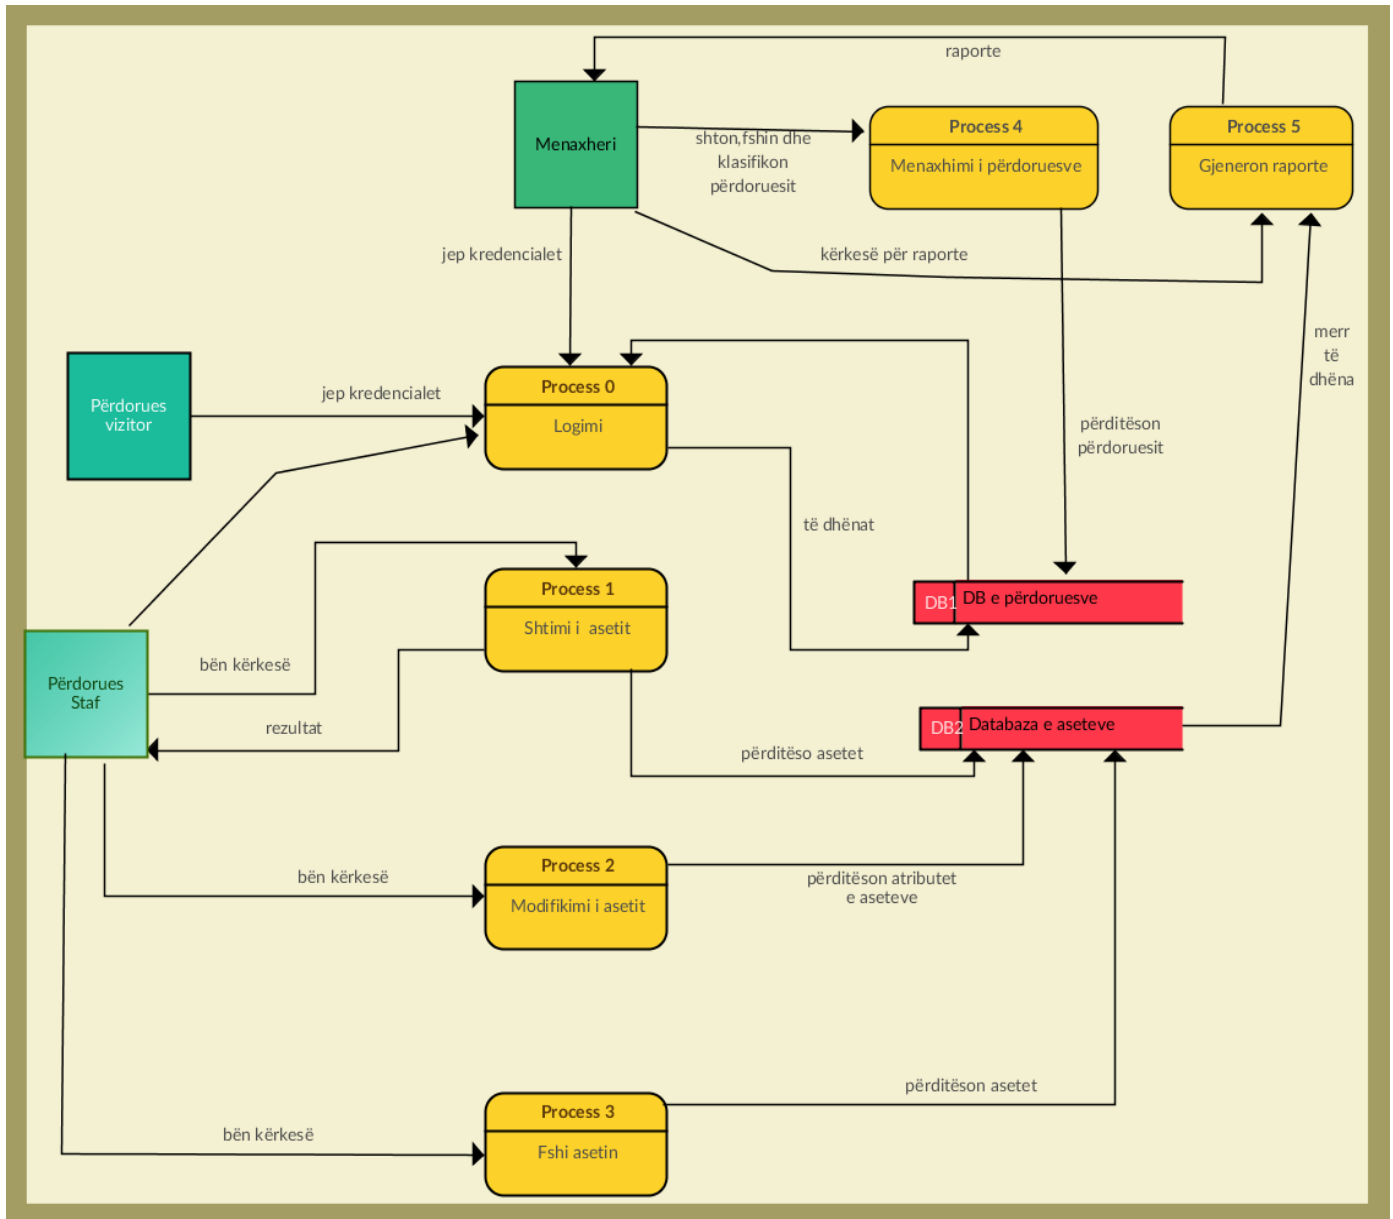 raporte
Menaxheri
shton,fshin dhe
klasifikon
përdoruesit
Process 4
Menaxhimi i përdoruesve
Process 5
Gjeneron raporte
jep kredencialet
kërkesë për raporte
merr
të
dhëna
Përdorues
vizitor
jep kredencialet
Process 0
Logimi
përditëson
përdoruesit
të dhënat
Process 1
Shtimi i  asetit
DB1
DB e përdoruesve
Përdorues
Staf
bën kërkesë
rezultat
DB2
Databaza e aseteve
përditëso asetet
Process 2
Modifikimi i asetit
bën kërkesë
përditëson atributet
e aseteve
Process 3
Fshi asetin
bën kërkesë
përditëson asetet